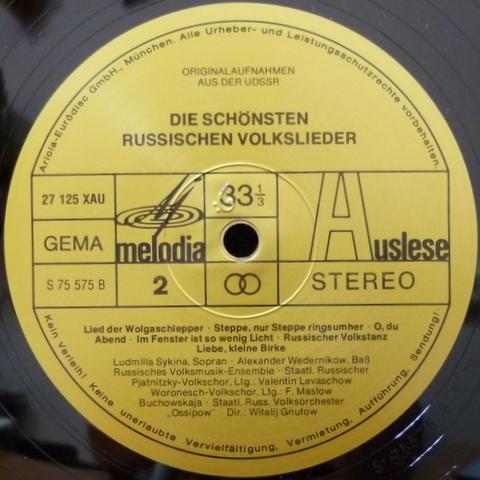 Ariola-Eurodisc GmbH., München. Alle Urheber- und Leistungsschutzrechte vorbehalten.
ORIGINALAUFNAHMEN
AUS DER UDSSR
DIE SCHÖNSTEN
RUSSISCHEN VOLKSLIEDER
27 125 XAU
33 1/3
GEMA
melodia
Auslese
S 75 575 B
2
STEREO
Lied der Wolgaschlepper · Steppe, nur Steppe ringsumher · O, du
Abend · Im Fenster ist so wenig Licht · Russischer Volkstanz
Liebe, kleine Birke
Ludmilla Sykina, Sopran · Alexander Wedernikow, Baß
Russisches Volksmusik-Ensemble · Staatl. Russischer
Pjatnitzky-Volkschor, Ltg.: Valentin Levaschow
Woronesch-Volkschor, Ltg.: F. Maslow
Buchowskaja · Staatl. Russ. Volksorchester
„Ossipow" · Dir.: Witalij Gnutow
Kein Verleih! Keine unerlaubte Vervielfältigung, Vermietung, Aufführung, Sendung!